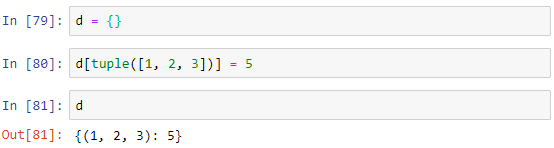 In [79]: d = {}
In [80]: d[tuple([1, 2, 3])] = 5
In [81]: d
Out[81]: {(1, 2, 3): 5}